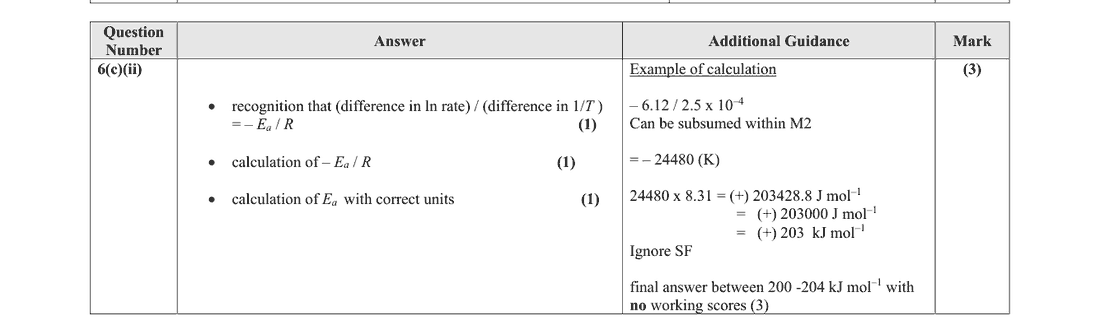 Question
Number
Answer
Additional Guidance
Mark
6(c)(ii)
• recognition that (difference in ln rate) / (difference in 1/T )
= – Ea / R (1)
• calculation of – Ea / R (1)
• calculation of Ea with correct units (1)
Example of calculation
– 6.12 / 2.5 x 10⁻⁴
Can be subsumed within M2
= – 24480 (K)
24480 x 8.31 = (+) 203428.8 J mol⁻¹
= (+) 203000 J mol⁻¹
= (+) 203 kJ mol⁻¹
Ignore SF
final answer between 200 -204 kJ mol⁻¹ with
no working scores (3)
(3)